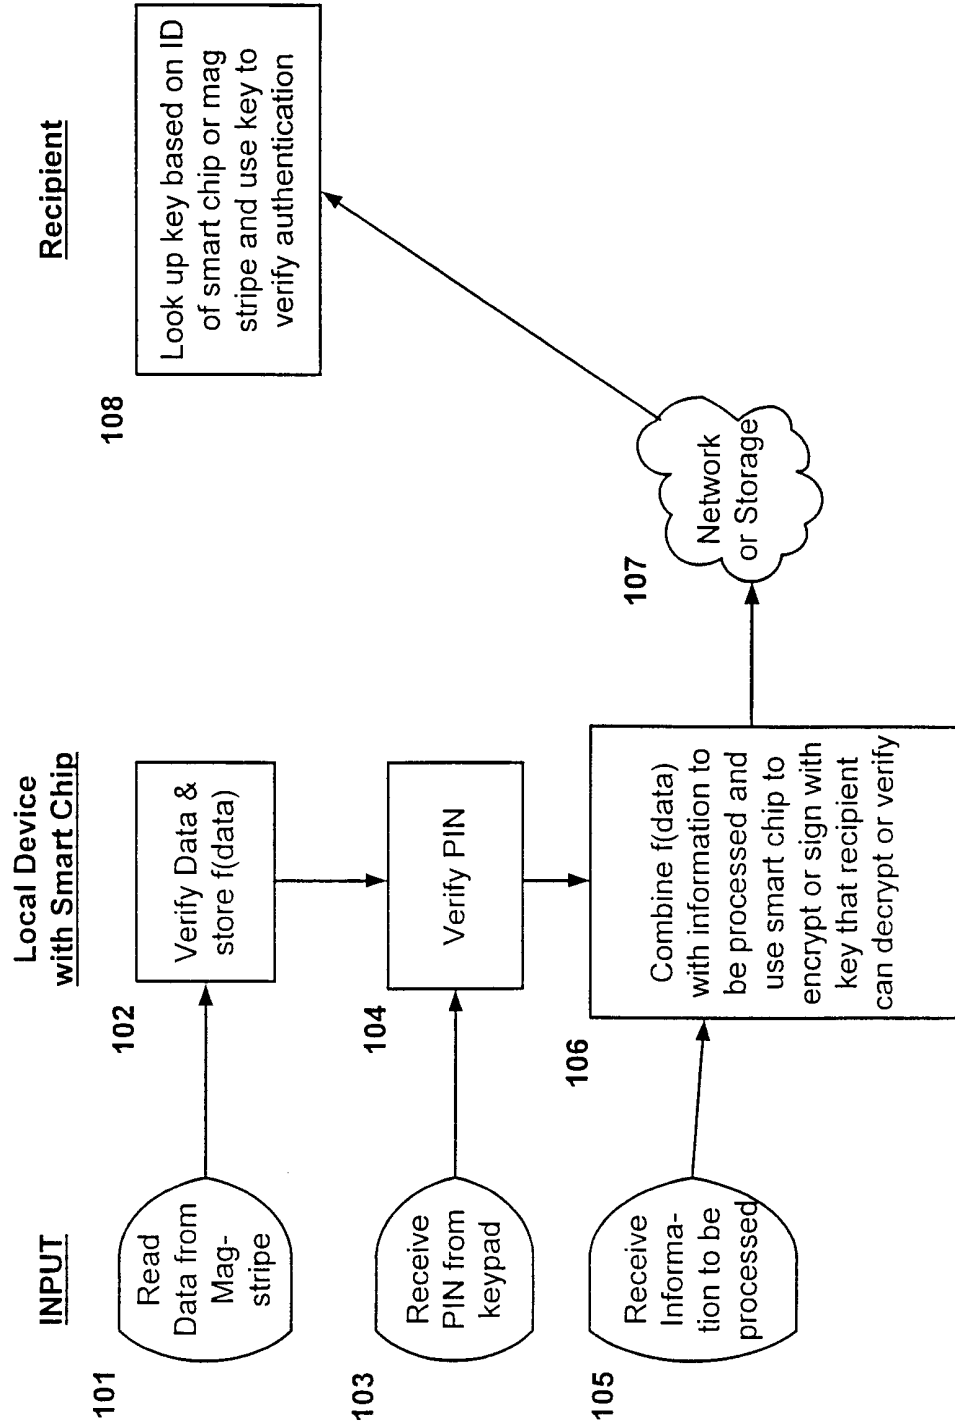 INPUT
Local Device
with Smart Chip
Recipient
101
Read
Data from
Mag-
stripe
102
Verify Data &
store f(data)
103
Receive
PIN from
keypad
104
Verify PIN
105
Receive
Informa-
tion to be
processed
106
Combine f(data)
with information to
be processed and
use smart chip to
encrypt or sign with
key that recipient
can decrypt or verify
107
Network
or Storage
108
Look up key based on ID
of smart chip or mag
stripe and use key to
verify authentication